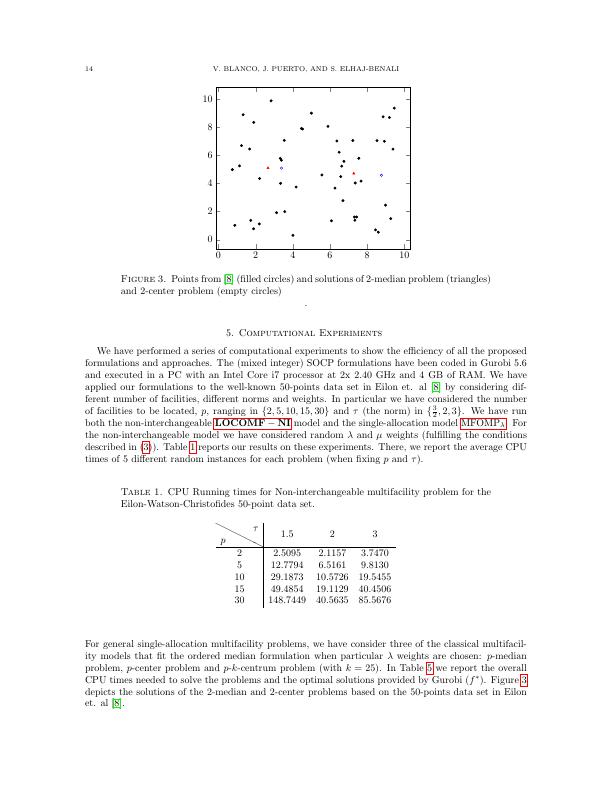 14 V. BLANCO, J. PUERTO, AND S. ELHAJ-BENALI
10
8
6
4
2
0
0 2 4 6 8 10
Figure 3. Points from [8] (filled circles) and solutions of 2-median problem (triangles)
and 2-center problem (empty circles)
.
5. Computational Experiments
We have performed a series of computational experiments to show the efficiency of all the proposed
formulations and approaches. The (mixed integer) SOCP formulations have been coded in Gurobi 5.6
and executed in a PC with an Intel Core i7 processor at 2x 2.40 GHz and 4 GB of RAM. We have
applied our formulations to the well-known 50-points data set in Eilon et. al [8] by considering dif-
ferent number of facilities, different norms and weights. In particular we have considered the number
of facilities to be located, p, ranging in {2, 5, 10, 15, 30} and τ (the norm) in {3/2, 2, 3}. We have run
both the non-interchangeable LOCOMF − NI model and the single-allocation model MFOMPλ. For
the non-interchangeable model we have considered random λ and μ weights (fulfilling the conditions
described in (3)). Table 1 reports our results on these experiments. There, we report the average CPU
times of 5 different random instances for each problem (when fixing p and τ).
Table 1. CPU Running times for Non-interchangeable multifacility problem for the
Eilon-Watson-Christofides 50-point data set.
τ
p 1.5 2 3
2 2.5095 2.1157 3.7470
5 12.7794 6.5161 9.8130
10 29.1873 10.5726 19.5455
15 49.4854 19.1129 40.4506
30 148.7449 40.5635 85.5676
For general single-allocation multifacility problems, we have consider three of the classical multifacil-
ity models that fit the ordered median formulation when particular λ weights are chosen: p-median
problem, p-center problem and p-k-centrum problem (with k = 25). In Table 5 we report the overall
CPU times needed to solve the problems and the optimal solutions provided by Gurobi (f*). Figure 3
depicts the solutions of the 2-median and 2-center problems based on the 50-points data set in Eilon
et. al [8].